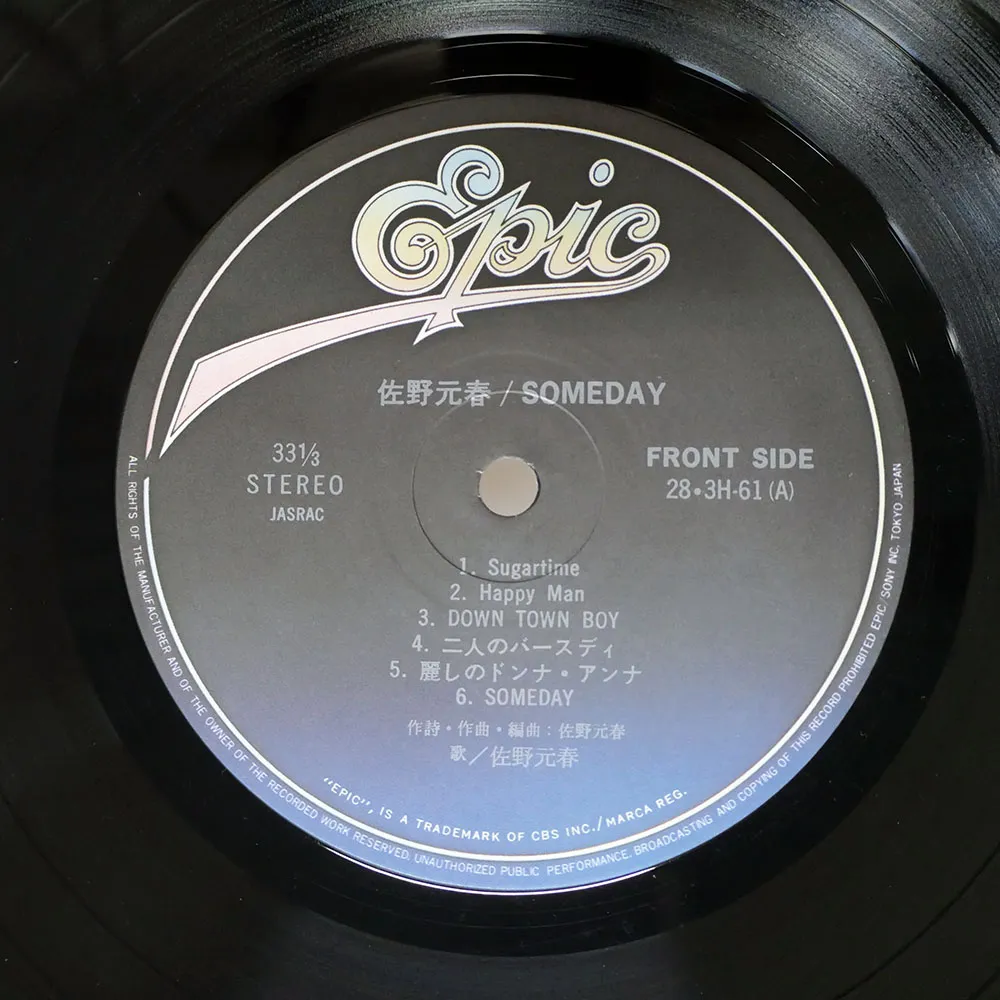 Epic
佐野元春 / SOMEDAY
33⅓
STEREO
JASRAC
FRONT SIDE
28・3H-61 (A)
1. Sugartime
2. Happy Man
3. DOWN TOWN BOY
4. 二人のバースディ
5. 麗しのドンナ・アンナ
6. SOMEDAY
作詩・作曲・編曲：佐野元春
歌／佐野元春
"EPIC", IS A TRADEMARK OF CBS INC./MARCA REG.
ALL RIGHTS OF THE MANUFACTURER AND OF THE OWNER OF THE RECORDED WORK RESERVED. UNAUTHORIZED PUBLIC PERFORMANCE, BROADCASTING AND COPYING OF THIS RECORD PROHIBITED EPIC/SONY INC. TOKYO JAPAN